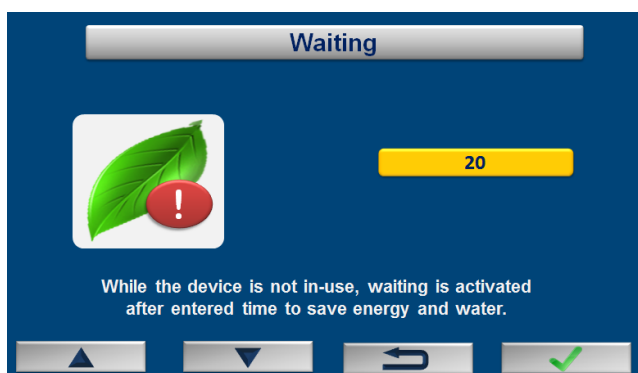 Waiting
!
20
While the device is not in-use, waiting is activated
after entered time to save energy and water.